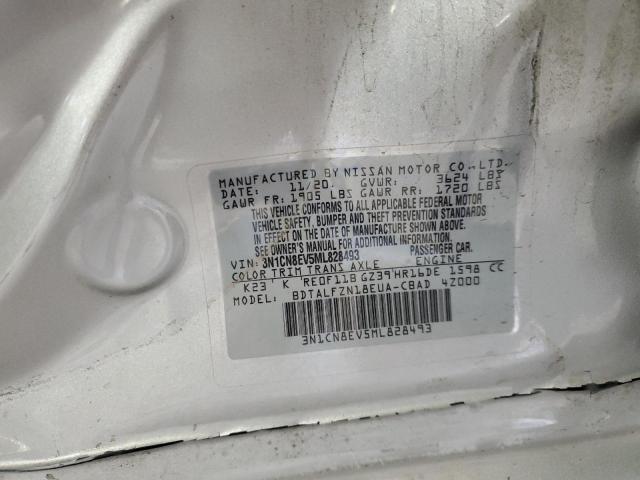 MANUFACTURED BY NISSAN MOTOR CO., LTD.
DATE: 11/20 GVWR: 3624 LBS
GAWR FR: 1905 LBS GAWR RR: 1720 LBS
THIS VEHICLE CONFORMS TO ALL APPLICABLE FEDERAL MOTOR
VEHICLE SAFETY, BUMPER AND THEFT PREVENTION STANDARDS
IN EFFECT ON THE DATE OF MANUFACTURE SHOWN ABOVE.
SEE OWNER'S MANUAL FOR ADDITIONAL INFORMATION.
VIN: 3N1CN8EV5ML828493 PASSENGER CAR.
COLOR TRIM TRANS AXLE ENGINE
K23 K RE0F11B GZ39 HR16DE 1598 CC
BDTALFZN18EUA-CBAD 4Z000
3N1CN8EV5ML828493